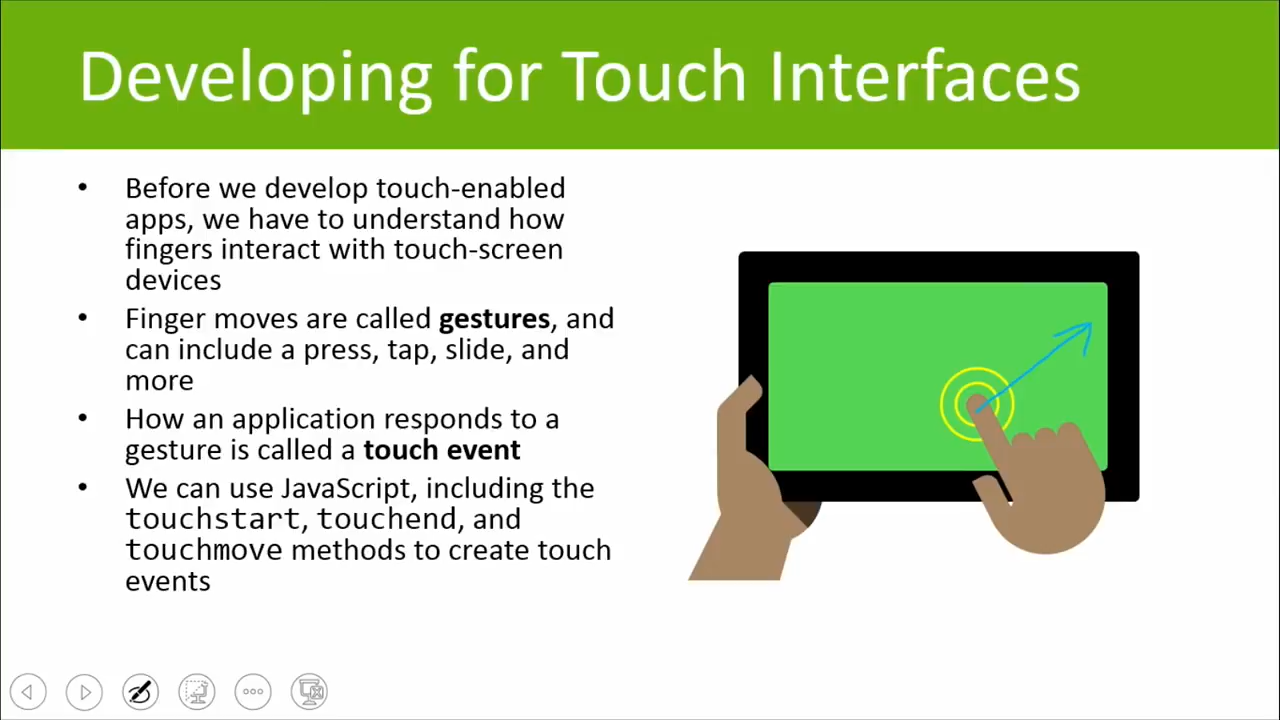 Developing for Touch Interfaces
• Before we develop touch-enabled
apps, we have to understand how
fingers interact with touch-screen
devices
• Finger moves are called gestures, and
can include a press, tap, slide, and
more
• How an application responds to a
gesture is called a touch event
• We can use JavaScript, including the
touchstart, touchend, and
touchmove methods to create touch
events